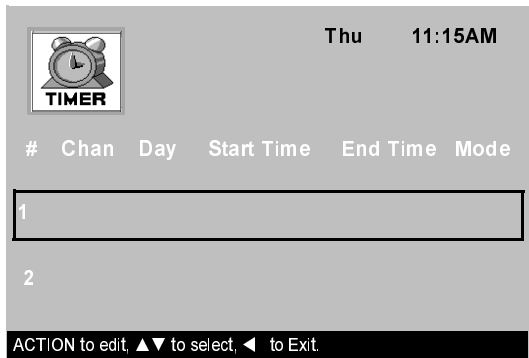 Thu 11:15AM
TIMER
# Chan Day Start Time End Time Mode
1
2
ACTION to edit, ▲▼ to select, ◀ to Exit.